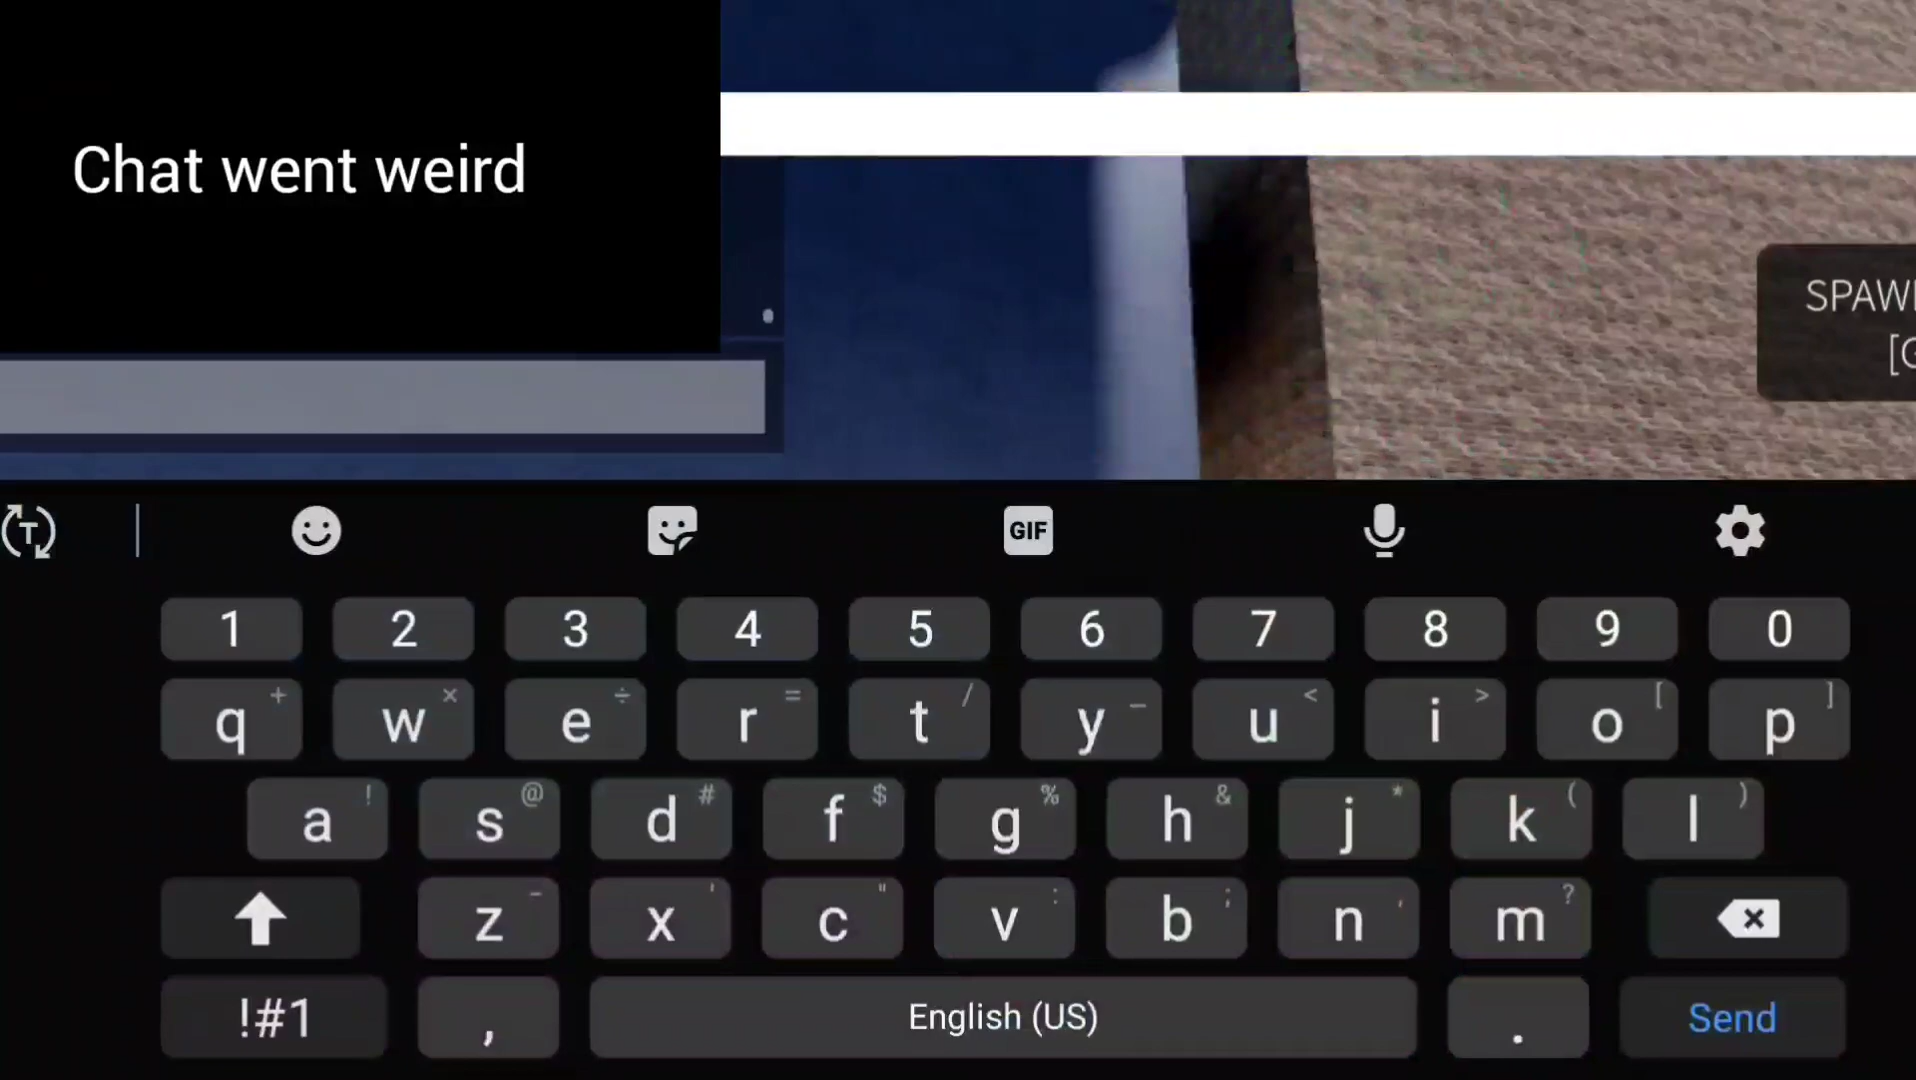 Chat went weird
SPAW
[G
GIF
1 2 3 4 5 6 7 8 9 0
+ × ÷ = / _ < > [ ]
q w e r t y u i o p
! @ # $ % & * ( )
a s d f g h j k l
- ' " : ; , ?
z x c v b n m
!#1 , English (US) . Send